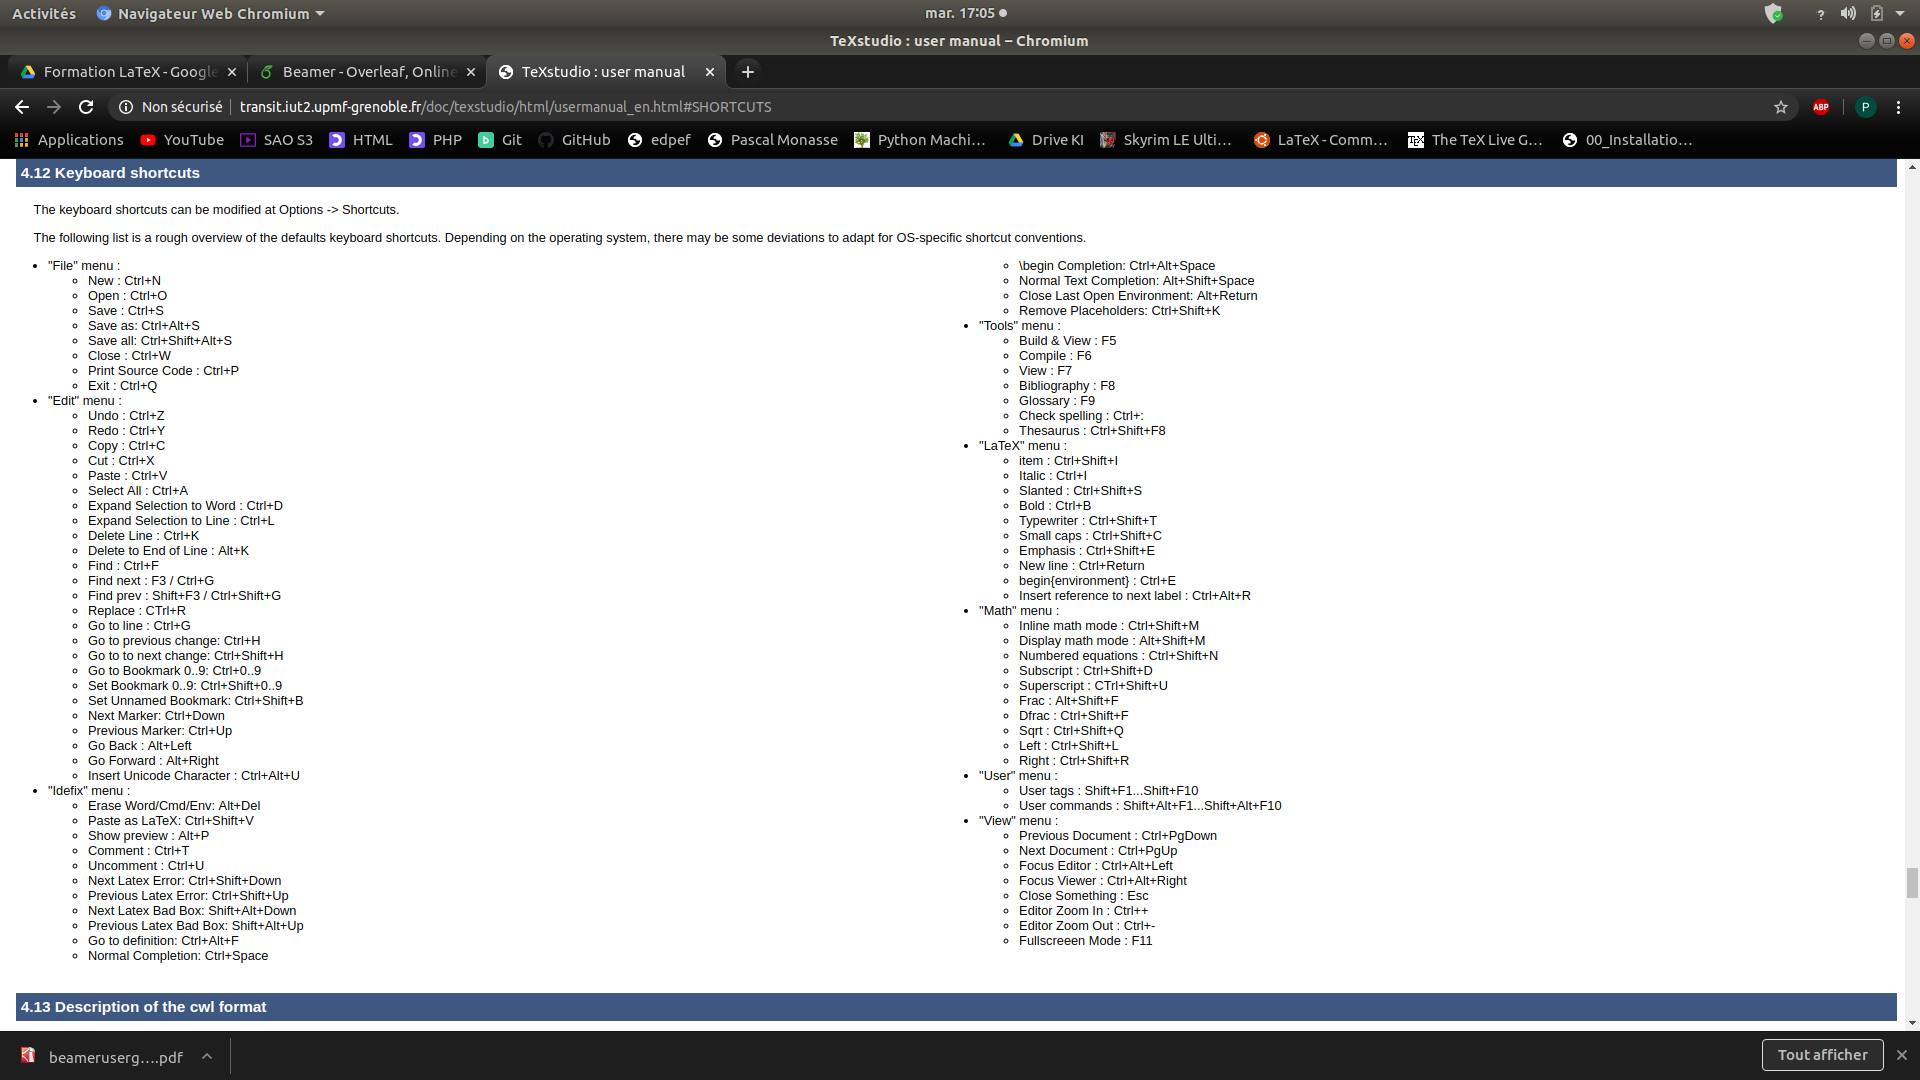 Activités
Navigateur Web Chromium
mar. 17:05
?
TeXstudio : user manual – Chromium
Formation LaTeX - Google
Beamer - Overleaf, Online
TeXstudio : user manual
Non sécurisé
transit.iut2.upmf-grenoble.fr/doc/texstudio/html/usermanual_en.html#SHORTCUTS
ABP
P
Applications
YouTube
SAO S3
HTML
PHP
Git
GitHub
edpef
Pascal Monasse
Python Machi…
Drive KI
Skyrim LE Ulti…
LaTeX - Comm…
The TeX Live G…
00_Installatio…
4.12 Keyboard shortcuts
The keyboard shortcuts can be modified at Options -> Shortcuts.
The following list is a rough overview of the defaults keyboard shortcuts. Depending on the operating system, there may be some deviations to adapt for OS-specific shortcut conventions.
"File" menu :
New : Ctrl+N
Open : Ctrl+O
Save : Ctrl+S
Save as: Ctrl+Alt+S
Save all: Ctrl+Shift+Alt+S
Close : Ctrl+W
Print Source Code : Ctrl+P
Exit : Ctrl+Q
"Edit" menu :
Undo : Ctrl+Z
Redo : Ctrl+Y
Copy : Ctrl+C
Cut : Ctrl+X
Paste : Ctrl+V
Select All : Ctrl+A
Expand Selection to Word : Ctrl+D
Expand Selection to Line : Ctrl+L
Delete Line : Ctrl+K
Delete to End of Line : Alt+K
Find : Ctrl+F
Find next : F3 / Ctrl+G
Find prev : Shift+F3 / Ctrl+Shift+G
Replace : CTrl+R
Go to line : Ctrl+G
Go to previous change: Ctrl+H
Go to to next change: Ctrl+Shift+H
Go to Bookmark 0..9: Ctrl+0..9
Set Bookmark 0..9: Ctrl+Shift+0..9
Set Unnamed Bookmark: Ctrl+Shift+B
Next Marker: Ctrl+Down
Previous Marker: Ctrl+Up
Go Back : Alt+Left
Go Forward : Alt+Right
Insert Unicode Character : Ctrl+Alt+U
"Idefix" menu :
Erase Word/Cmd/Env: Alt+Del
Paste as LaTeX: Ctrl+Shift+V
Show preview : Alt+P
Comment : Ctrl+T
Uncomment : Ctrl+U
Next Latex Error: Ctrl+Shift+Down
Previous Latex Error: Ctrl+Shift+Up
Next Latex Bad Box: Shift+Alt+Down
Previous Latex Bad Box: Shift+Alt+Up
Go to definition: Ctrl+Alt+F
Normal Completion: Ctrl+Space
\begin Completion: Ctrl+Alt+Space
Normal Text Completion: Alt+Shift+Space
Close Last Open Environment: Alt+Return
Remove Placeholders: Ctrl+Shift+K
"Tools" menu :
Build & View : F5
Compile : F6
View : F7
Bibliography : F8
Glossary : F9
Check spelling : Ctrl+:
Thesaurus : Ctrl+Shift+F8
"LaTeX" menu :
item : Ctrl+Shift+I
Italic : Ctrl+I
Slanted : Ctrl+Shift+S
Bold : Ctrl+B
Typewriter : Ctrl+Shift+T
Small caps : Ctrl+Shift+C
Emphasis : Ctrl+Shift+E
New line : Ctrl+Return
begin{environment} : Ctrl+E
Insert reference to next label : Ctrl+Alt+R
"Math" menu :
Inline math mode : Ctrl+Shift+M
Display math mode : Alt+Shift+M
Numbered equations : Ctrl+Shift+N
Subscript : Ctrl+Shift+D
Superscript : CTrl+Shift+U
Frac : Alt+Shift+F
Dfrac : Ctrl+Shift+F
Sqrt : Ctrl+Shift+Q
Left : Ctrl+Shift+L
Right : Ctrl+Shift+R
"User" menu :
User tags : Shift+F1...Shift+F10
User commands : Shift+Alt+F1...Shift+Alt+F10
"View" menu :
Previous Document : Ctrl+PgDown
Next Document : Ctrl+PgUp
Focus Editor : Ctrl+Alt+Left
Focus Viewer : Ctrl+Alt+Right
Close Something : Esc
Editor Zoom In : Ctrl++
Editor Zoom Out : Ctrl+-
Fullscreeen Mode : F11
4.13 Description of the cwl format
beameruserg….pdf
Tout afficher